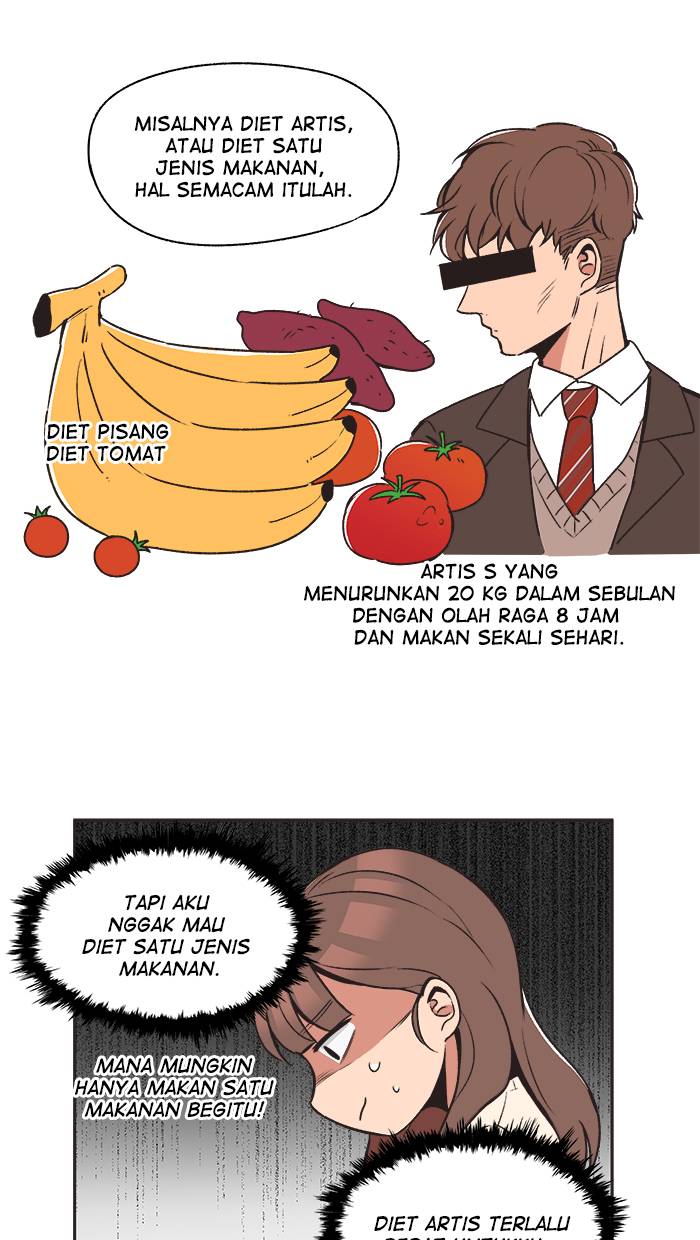 MISALNYA DIET ARTIS,
ATAU DIET SATU
JENIS MAKANAN,
HAL SEMACAM ITULAH.
DIET PISANG
DIET TOMAT
ARTIS S YANG
MENURUNKAN 20 KG DALAM SEBULAN
DENGAN OLAH RAGA 8 JAM
DAN MAKAN SEKALI SEHARI.
TAPI AKU
NGGAK MAU
DIET SATU JENIS
MAKANAN.
MANA MUNGKIN
HANYA MAKAN SATU
MAKANAN BEGITU!
DIET ARTIS TERLALU